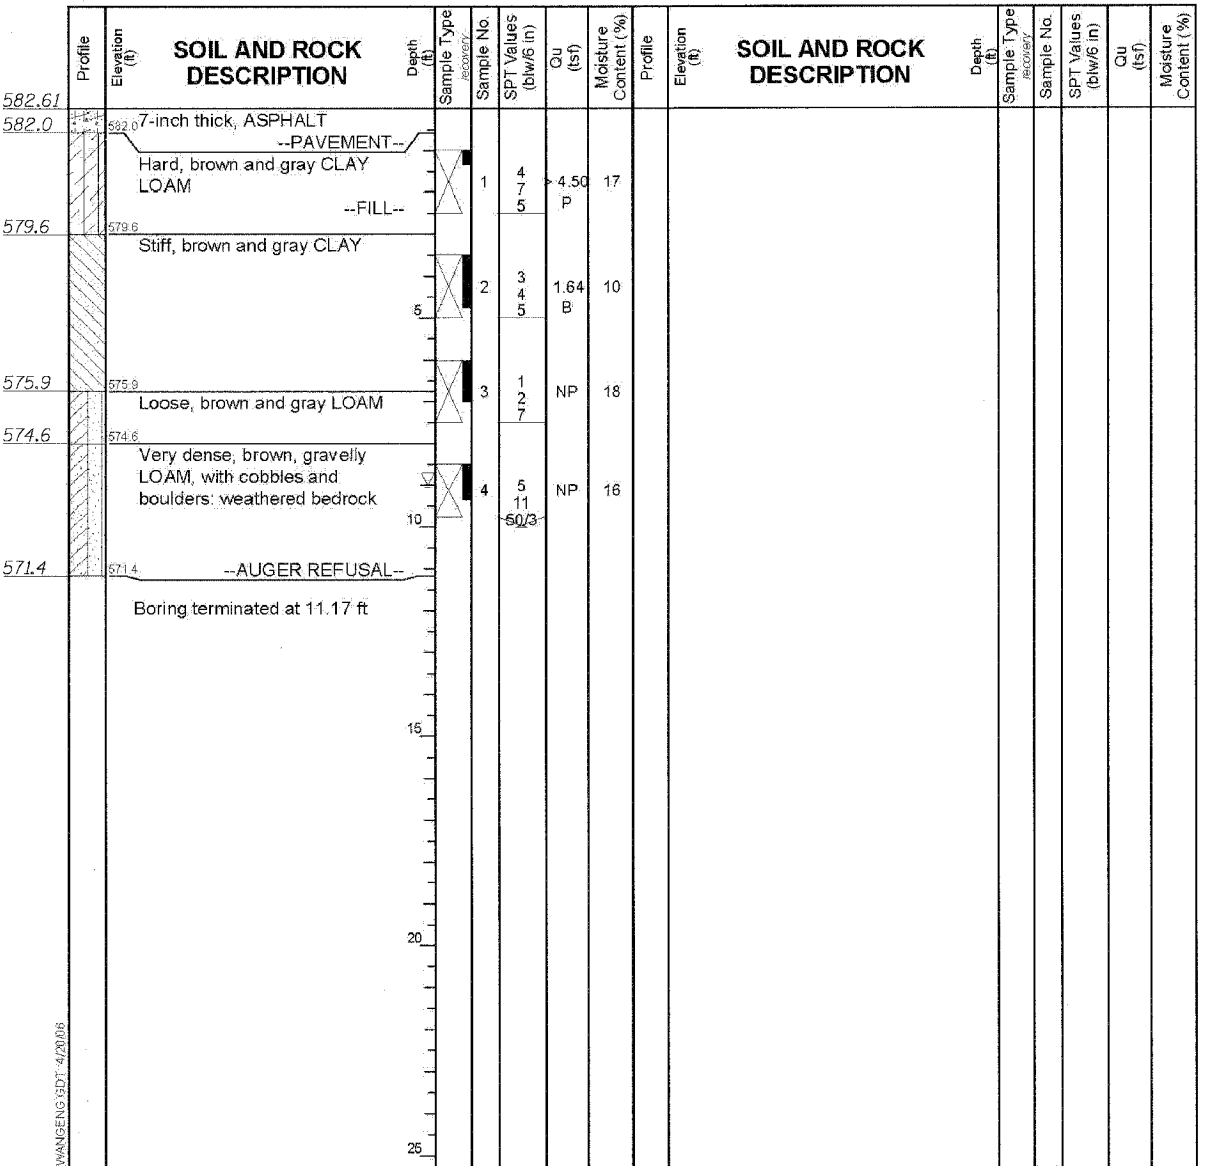 Profile
Elevation (ft)
SOIL AND ROCK
DESCRIPTION
Depth (ft)
Sample Type
recovery
Sample No.
SPT Values (blw/6 in)
Qu (tsf)
Moisture Content (%)
Profile
Elevation (ft)
SOIL AND ROCK
DESCRIPTION
Depth (ft)
Sample Type
recovery
Sample No.
SPT Values (blw/6 in)
Qu (tsf)
Moisture Content (%)
582.61
582.0
582.0 7-inch thick, ASPHALT
--PAVEMENT--
Hard, brown and gray CLAY
LOAM
--FILL--
1
4
7
5
> 4.50
P
17
579.6
579.6
Stiff, brown and gray CLAY
2
3
4
5
1.64
B
10
5
575.9
575.9
3
1
2
7
NP
18
Loose, brown and gray LOAM
574.6
574.6
Very dense, brown, gravelly
LOAM, with cobbles and
boulders: weathered bedrock
4
5
11
50/3
NP
16
10
571.4
571.4
--AUGER REFUSAL--
Boring terminated at 11.17 ft
15
20
25
WANGENG.GDT 4/20/06